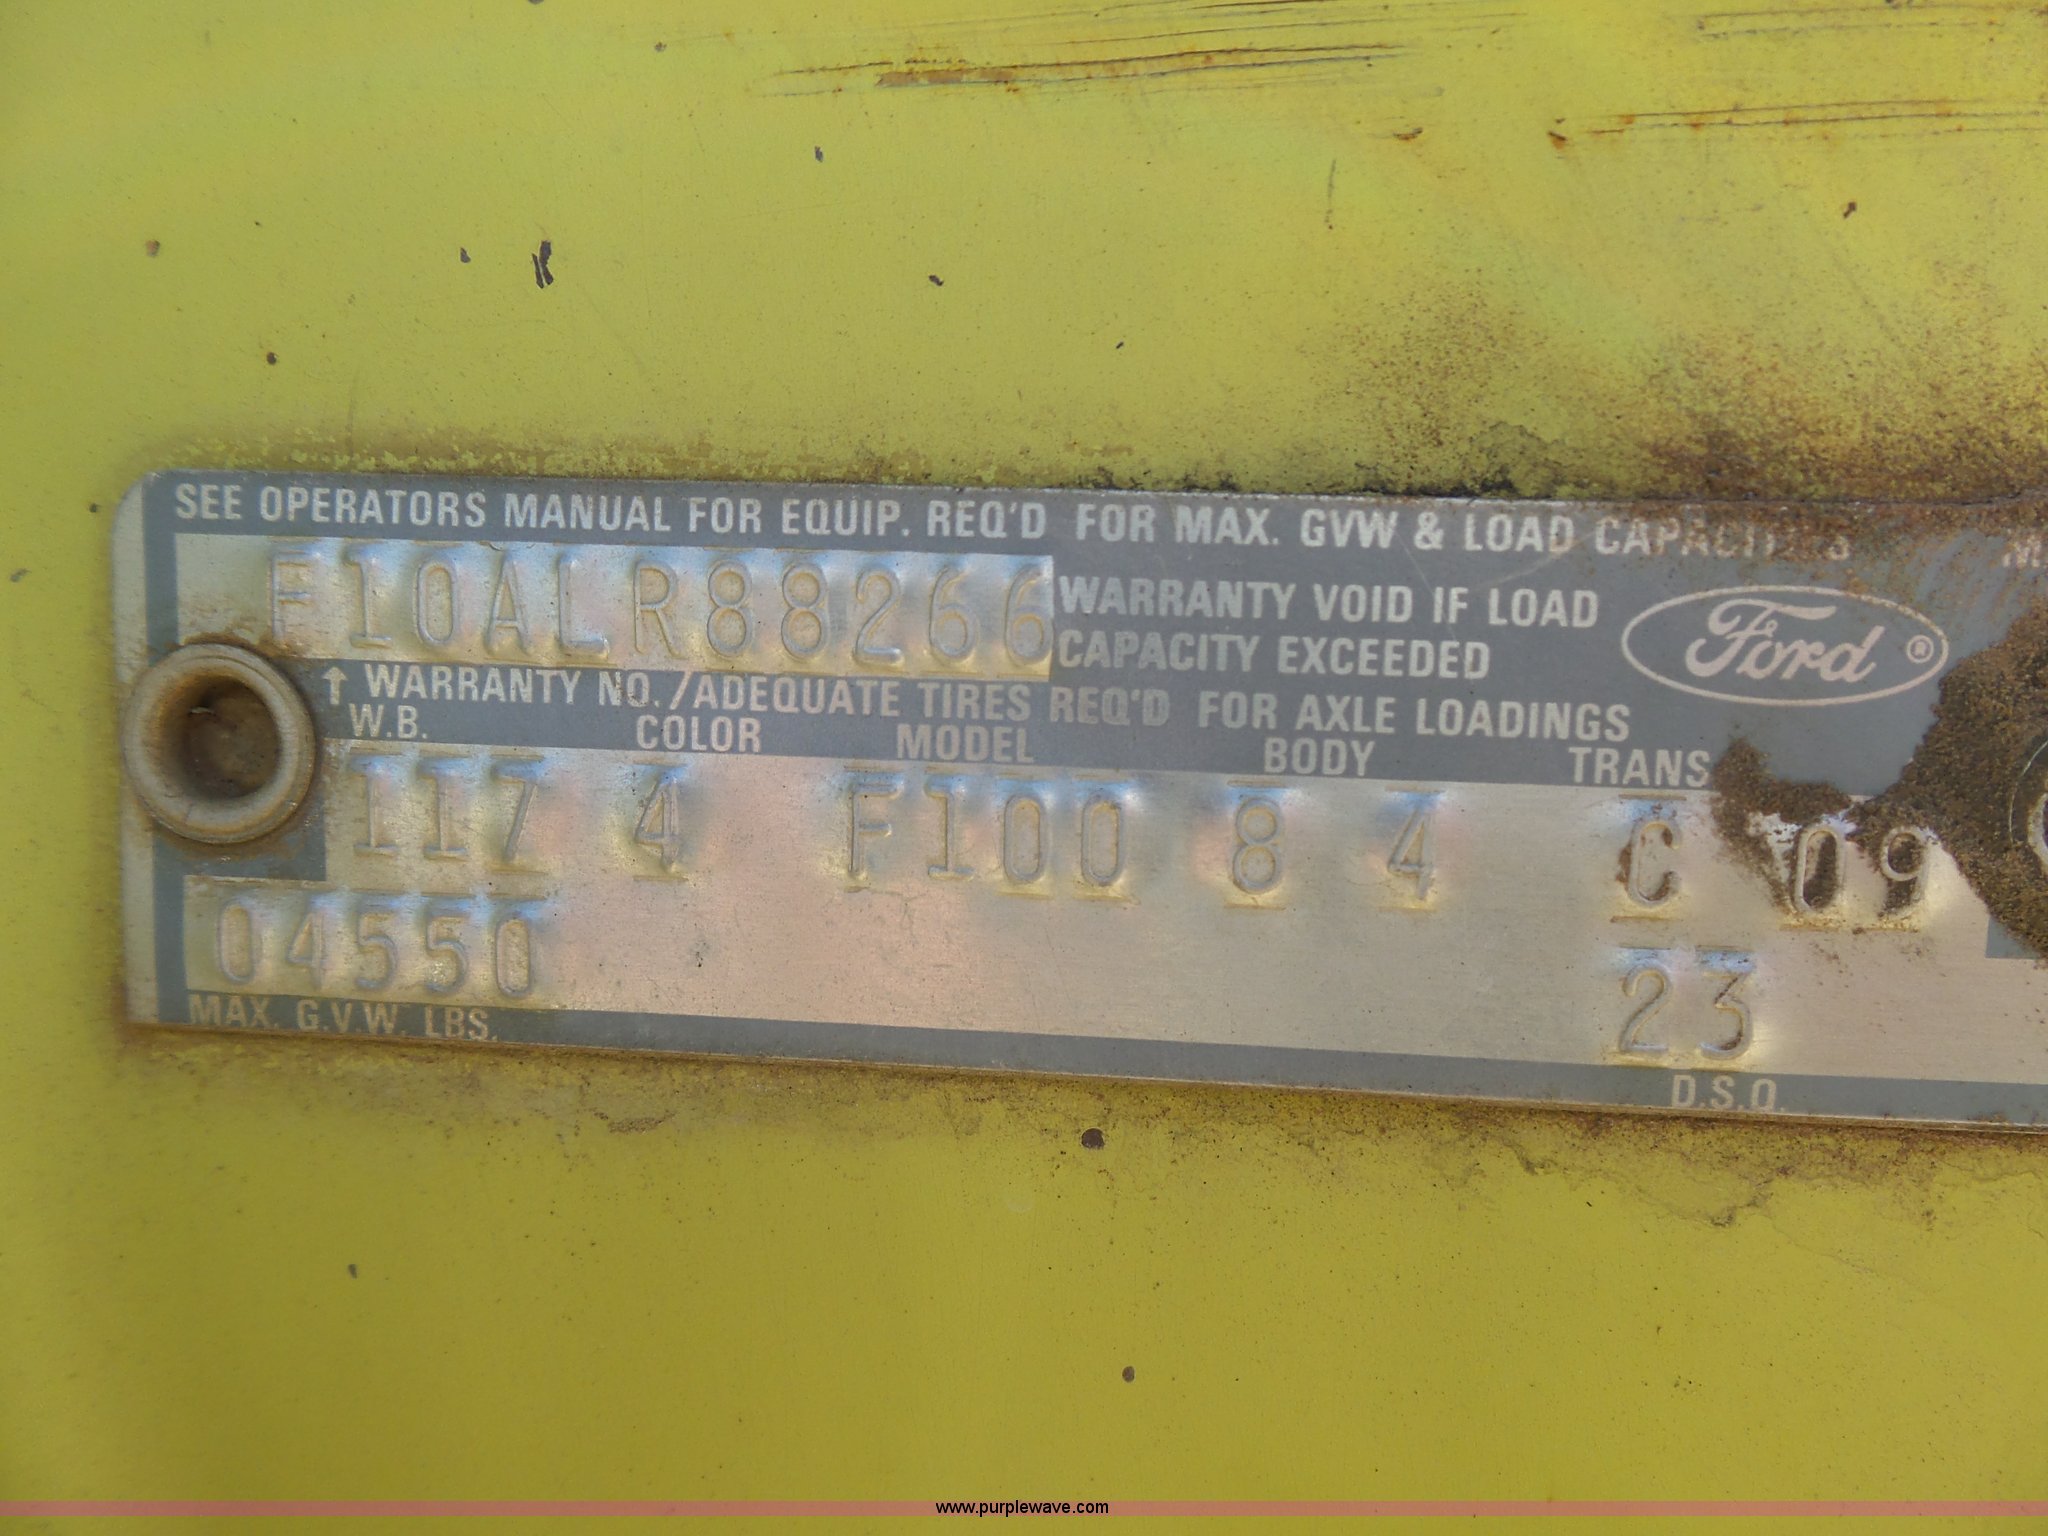 SEE OPERATORS MANUAL FOR EQUIP. REQ'D FOR MAX. GVW & LOAD CAPACITIES
F10ALR88266
WARRANTY VOID IF LOAD
CAPACITY EXCEEDED
Ford ®
↑ WARRANTY NO./ADEQUATE TIRES REQ'D FOR AXLE LOADINGS
W.B. COLOR MODEL BODY TRANS
117 4 F100 84 C 09
04550
23
MAX. G.V.W. LBS.
D.S.O.
www.purplewave.com